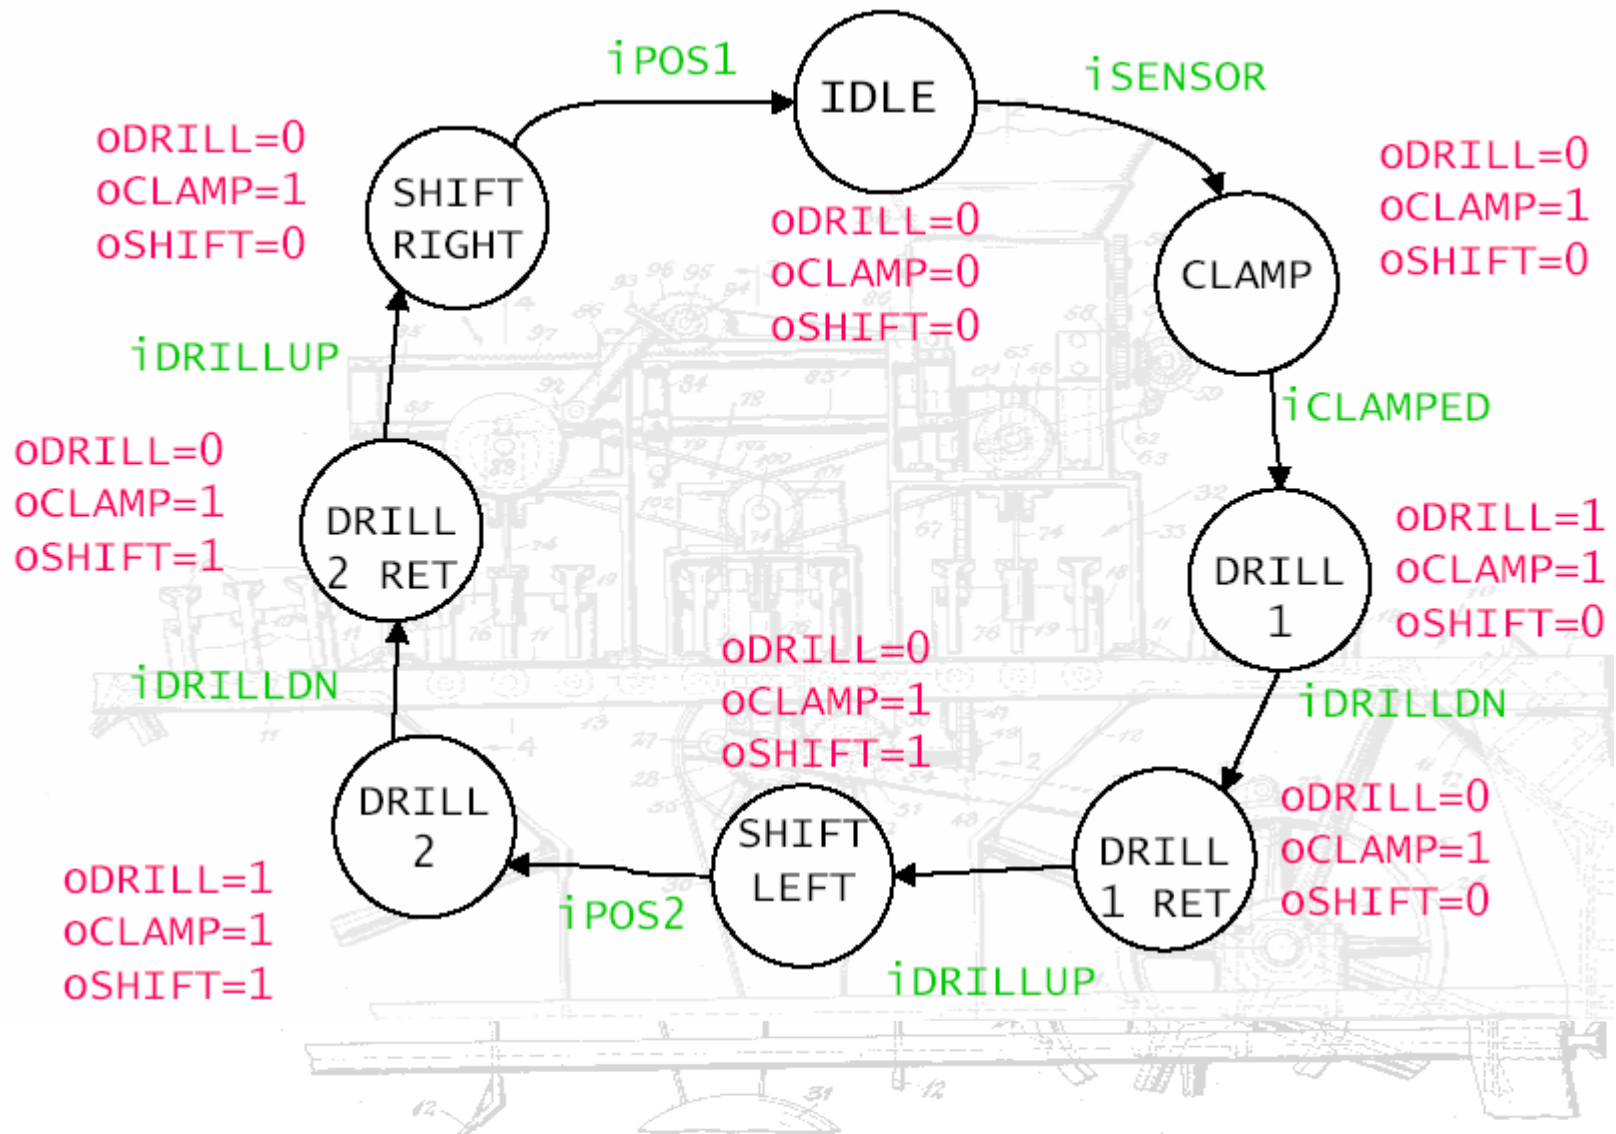 iPOS1
IDLE
iSENSOR
oDRILL=0
oCLAMP=1
oSHIFT=0
SHIFT
RIGHT
oDRILL=0
oCLAMP=0
oSHIFT=0
CLAMP
oDRILL=0
oCLAMP=1
oSHIFT=0
iDRILLUP
iCLAMPED
oDRILL=0
oCLAMP=1
oSHIFT=1
DRILL
2 RET
DRILL
1
oDRILL=1
oCLAMP=1
oSHIFT=0
iDRILLDN
oDRILL=0
oCLAMP=1
oSHIFT=1
iDRILLDN
DRILL
2
SHIFT
LEFT
DRILL
1 RET
oDRILL=0
oCLAMP=1
oSHIFT=0
oDRILL=1
oCLAMP=1
oSHIFT=1
iPOS2
iDRILLUP